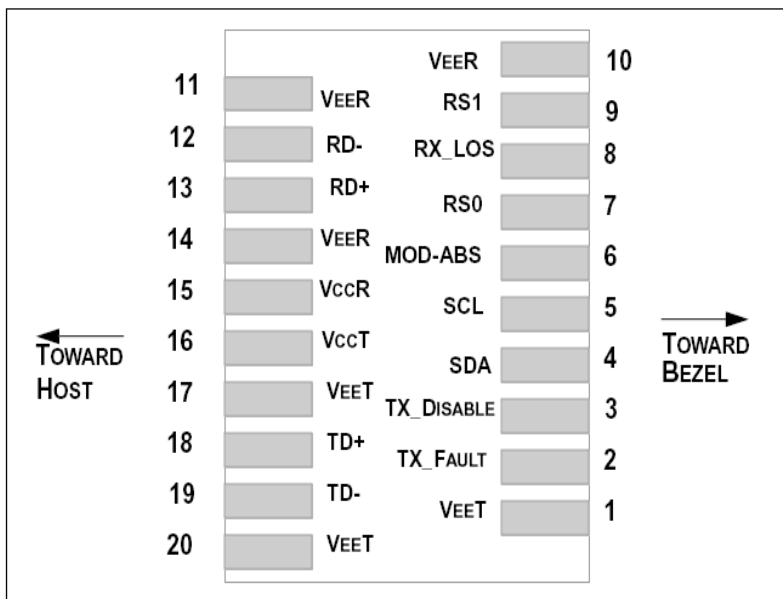 VEER 10
11 VEER
RS1 9
12 RD-
RX_LOS 8
13 RD+
RS0 7
14 VEER
MOD-ABS 6
15 VCCR
SCL 5
16 VCCT
TOWARD
HOST
TOWARD
BEZEL
SDA 4
17 VEET
TX_DISABLE 3
18 TD+
TX_FAULT 2
19 TD-
VEET 1
20 VEET